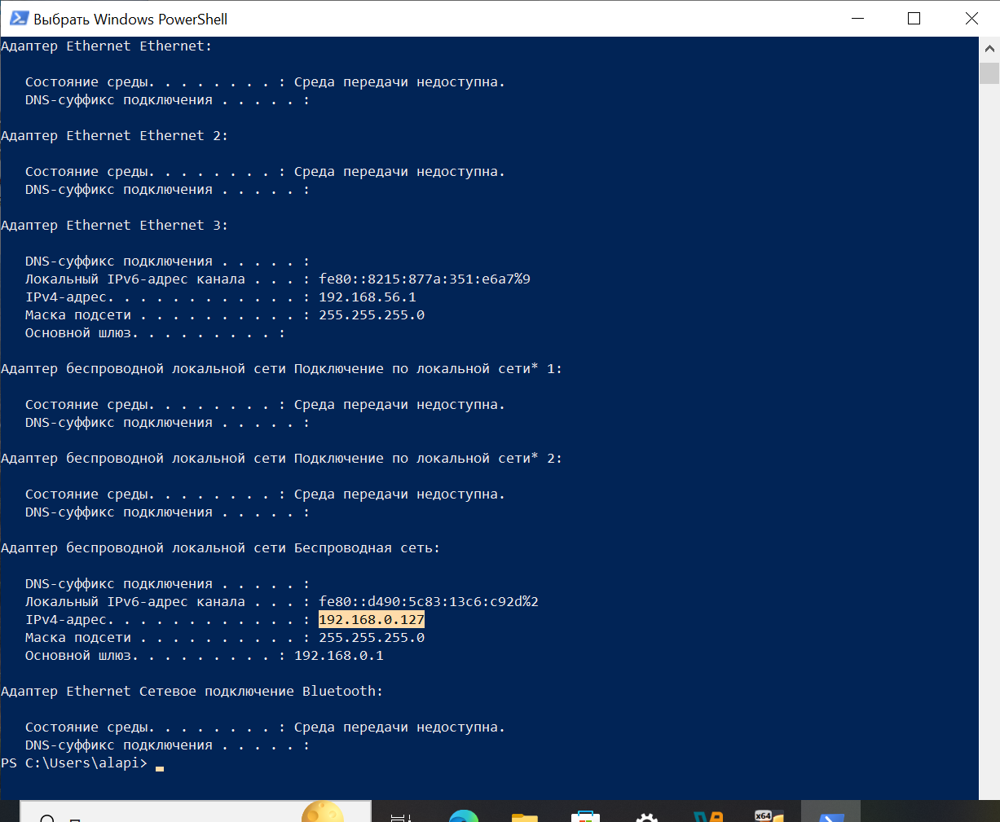 Выбрать Windows PowerShell
Адаптер Ethernet Ethernet:
Состояние среды. . . . . . . . : Среда передачи недоступна.
DNS-суффикс подключения . . . . . :
Адаптер Ethernet Ethernet 2:
Состояние среды. . . . . . . . : Среда передачи недоступна.
DNS-суффикс подключения . . . . . :
Адаптер Ethernet Ethernet 3:
DNS-суффикс подключения . . . . . :
Локальный IPv6-адрес канала . . . : fe80::8215:877a:351:e6a7%9
IPv4-адрес. . . . . . . . . . . . : 192.168.56.1
Маска подсети . . . . . . . . . . : 255.255.255.0
Основной шлюз. . . . . . . . . :
Адаптер беспроводной локальной сети Подключение по локальной сети* 1:
Состояние среды. . . . . . . . : Среда передачи недоступна.
DNS-суффикс подключения . . . . . :
Адаптер беспроводной локальной сети Подключение по локальной сети* 2:
Состояние среды. . . . . . . . : Среда передачи недоступна.
DNS-суффикс подключения . . . . . :
Адаптер беспроводной локальной сети Беспроводная сеть:
DNS-суффикс подключения . . . . . :
Локальный IPv6-адрес канала . . . : fe80::d490:5c83:13c6:c92d%2
IPv4-адрес. . . . . . . . . . . . : 192.168.0.127
Маска подсети . . . . . . . . . . : 255.255.255.0
Основной шлюз. . . . . . . . . : 192.168.0.1
Адаптер Ethernet Сетевое подключение Bluetooth:
Состояние среды. . . . . . . . : Среда передачи недоступна.
DNS-суффикс подключения . . . . . :
PS C:\Users\alapi>
x64